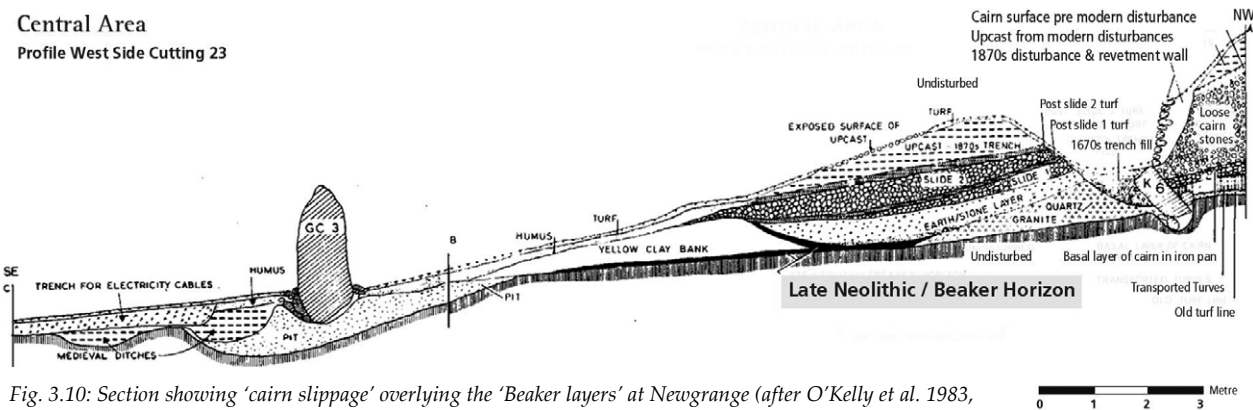 Central Area
Profile West Side Cutting 23
Cairn surface pre modern disturbance
Upcast from modern disturbances
1870s disturbance & revetment wall
NW
Undisturbed
TURF
EXPOSED SURFACE OF
UPCAST
UPCAST - 1870s TRENCH
Post slide 2 turf
Post slide 1 turf
1670s trench fill
Loose
cairn
stones
SLIDE 2
SLIDE 1
K
6
C
EARTH/STONE LAYER
QUARTZ
GRANITE
GC 3
B
TURF
HUMUS
YELLOW CLAY BANK
Undisturbed
Basal layer of cairn in iron pan
SE
C
HUMUS
TRENCH FOR ELECTRICITY CABLES
PIT
Late Neolithic / Beaker Horizon
Transported Turves
Old turf line
PIT
MEDIEVAL DITCHES
Fig. 3.10: Section showing ‘cairn slippage’ overlying the ‘Beaker layers’ at Newgrange (after O’Kelly et al. 1983,
Metre
0 1 2 3